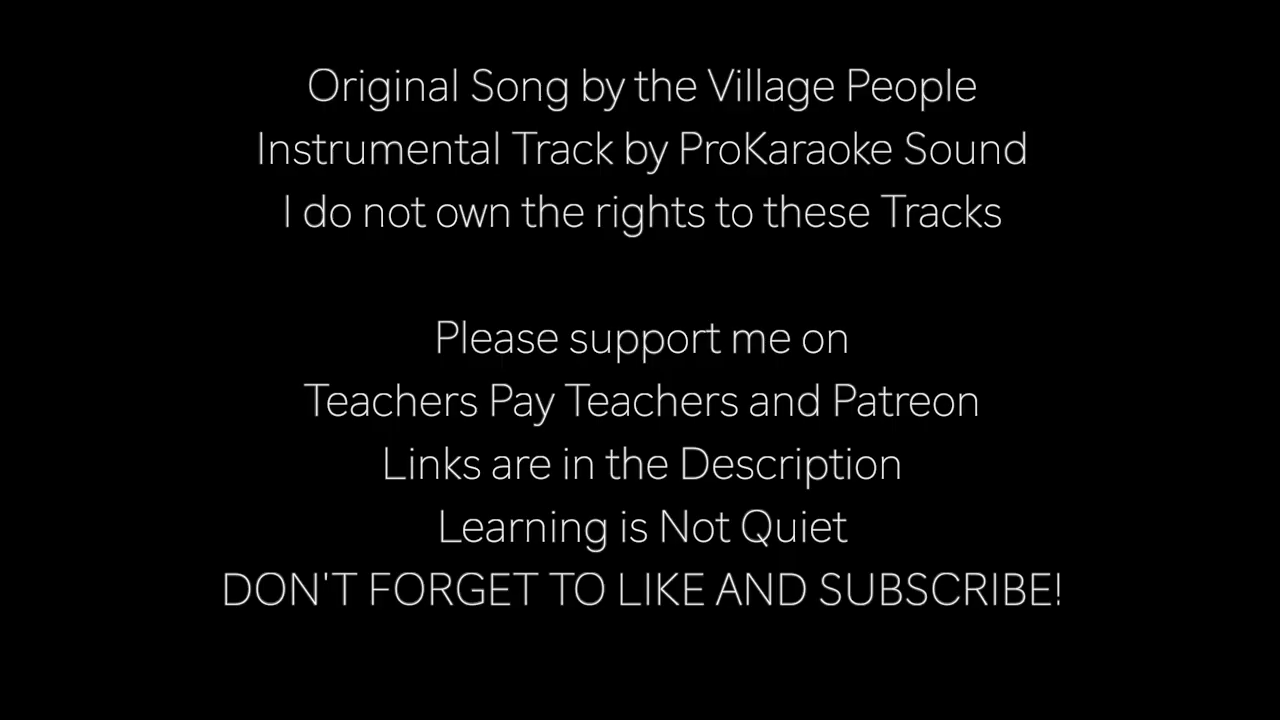 Original Song by the Village People
Instrumental Track by ProKaraoke Sound
I do not own the rights to these Tracks
Please support me on
Teachers Pay Teachers and Patreon
Links are in the Description
Learning is Not Quiet
DON'T FORGET TO LIKE AND SUBSCRIBE!